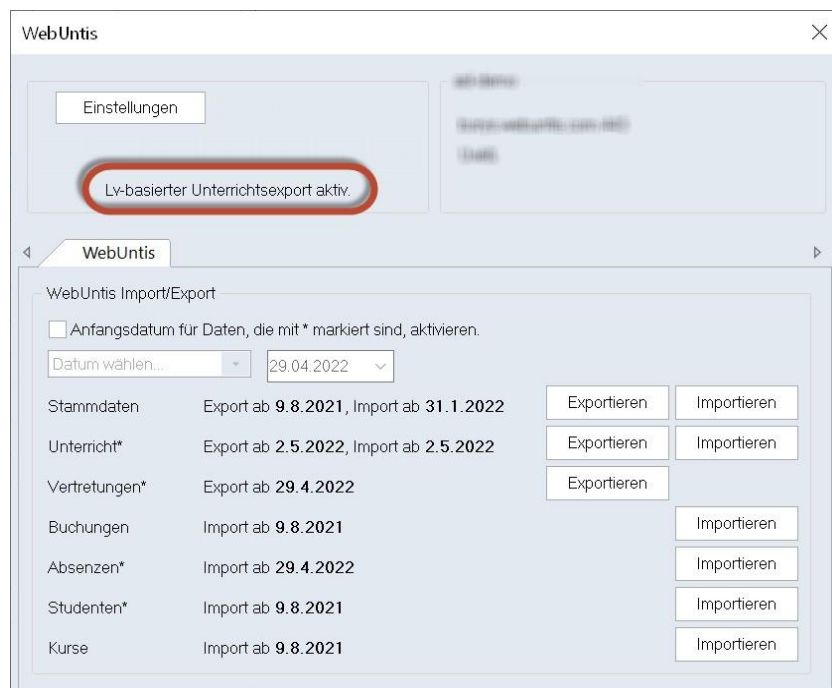 WebUntis
Einstellungen
Lv-basierter Unterrichtsexport aktiv.
WebUntis
WebUntis Import/Export
Anfangsdatum für Daten, die mit * markiert sind, aktivieren.
Datum wählen... 29.04.2022
Stammdaten Export ab 9.8.2021, Import ab 31.1.2022 Exportieren Importieren
Unterricht* Export ab 2.5.2022, Import ab 2.5.2022 Exportieren Importieren
Vertretungen* Export ab 29.4.2022 Exportieren
Buchungen Import ab 9.8.2021 Importieren
Absenzen* Import ab 29.4.2022 Importieren
Studenten* Import ab 9.8.2021 Importieren
Kurse Import ab 9.8.2021 Importieren